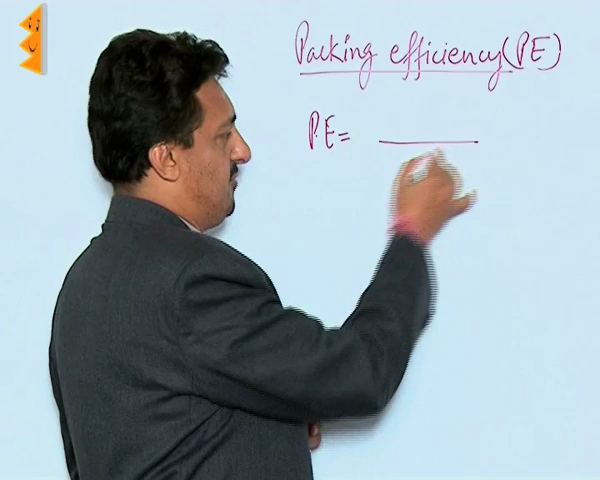 Packing efficiency (PE)
P.E =